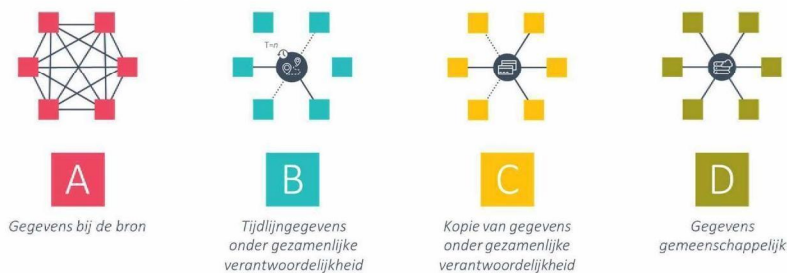 T=n
A
B
C
D
Gegevens bij de bron
Tijdlijngegevens
onder gezamenlijke
verantwoordelijkheid
Kopie van gegevens
onder gezamenlijke
verantwoordelijkheid
Gegevens
gemeenschappelijk